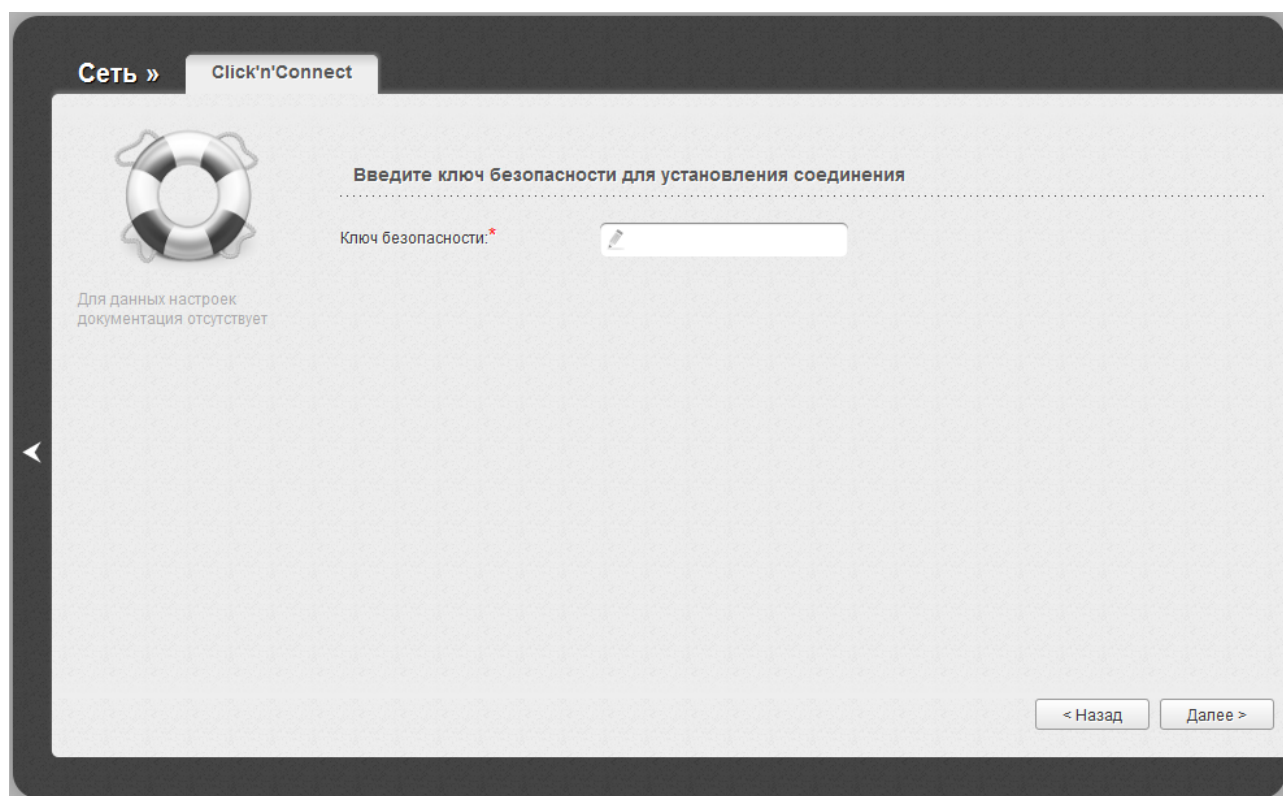 Сеть »
Click'n'Connect
Введите ключ безопасности для установления соединения
Ключ безопасности:*
Для данных настроек
документация отсутствует
< Назад
Далее >